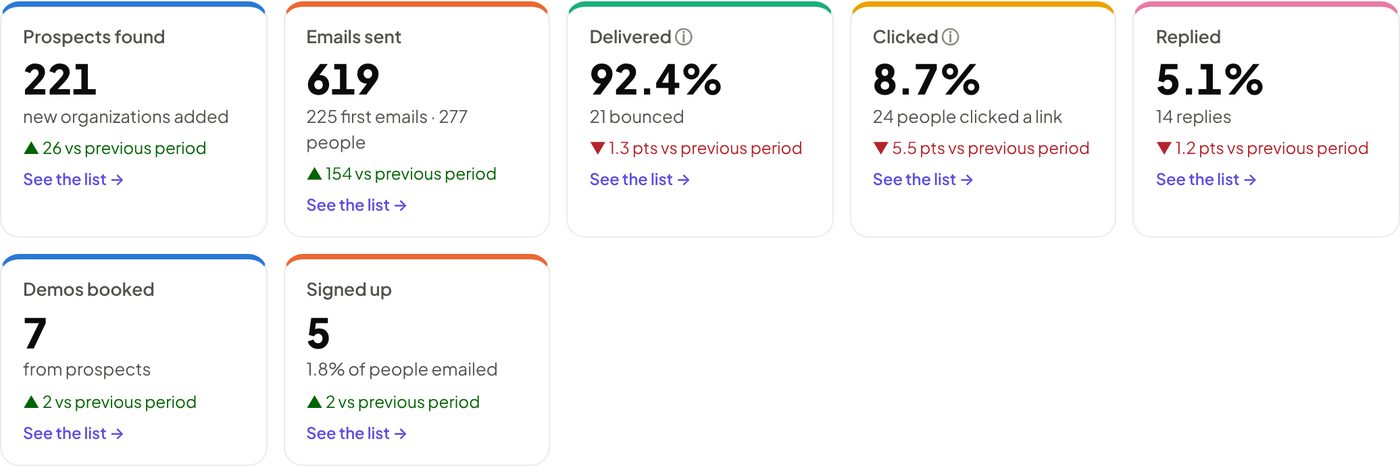 Prospects found
221
new organizations added
▲ 26 vs previous period
See the list →
Emails sent
619
225 first emails · 277
people
▲ 154 vs previous period
See the list →
Delivered ⓘ
92.4%
21 bounced
▼ 1.3 pts vs previous period
See the list →
Clicked ⓘ
8.7%
24 people clicked a link
▼ 5.5 pts vs previous period
See the list →
Replied
5.1%
14 replies
▼ 1.2 pts vs previous period
See the list →
Demos booked
7
from prospects
▲ 2 vs previous period
See the list →
Signed up
5
1.8% of people emailed
▲ 2 vs previous period
See the list →